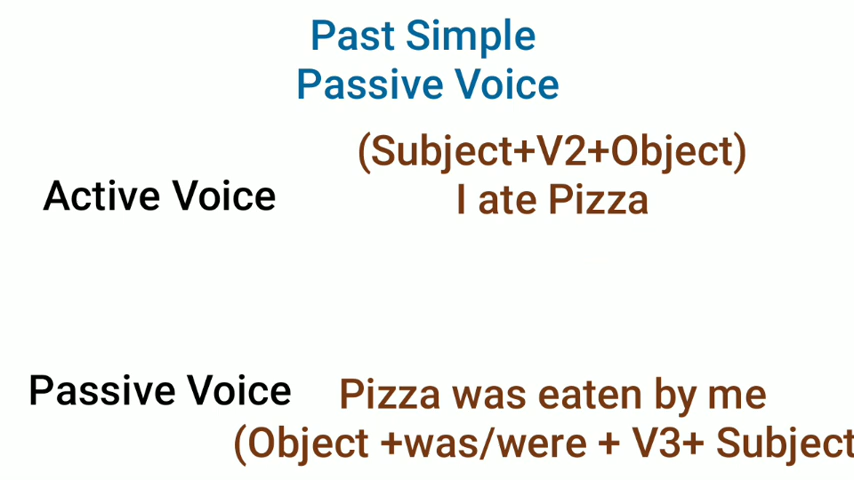 Past Simple
Passive Voice
(Subject+V2+Object)
Active Voice
I ate Pizza
Passive Voice
Pizza was eaten by me
(Object +was/were + V3+ Subject